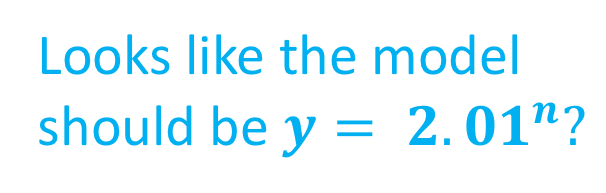 Looks like the model
should be y = 2.01ⁿ?